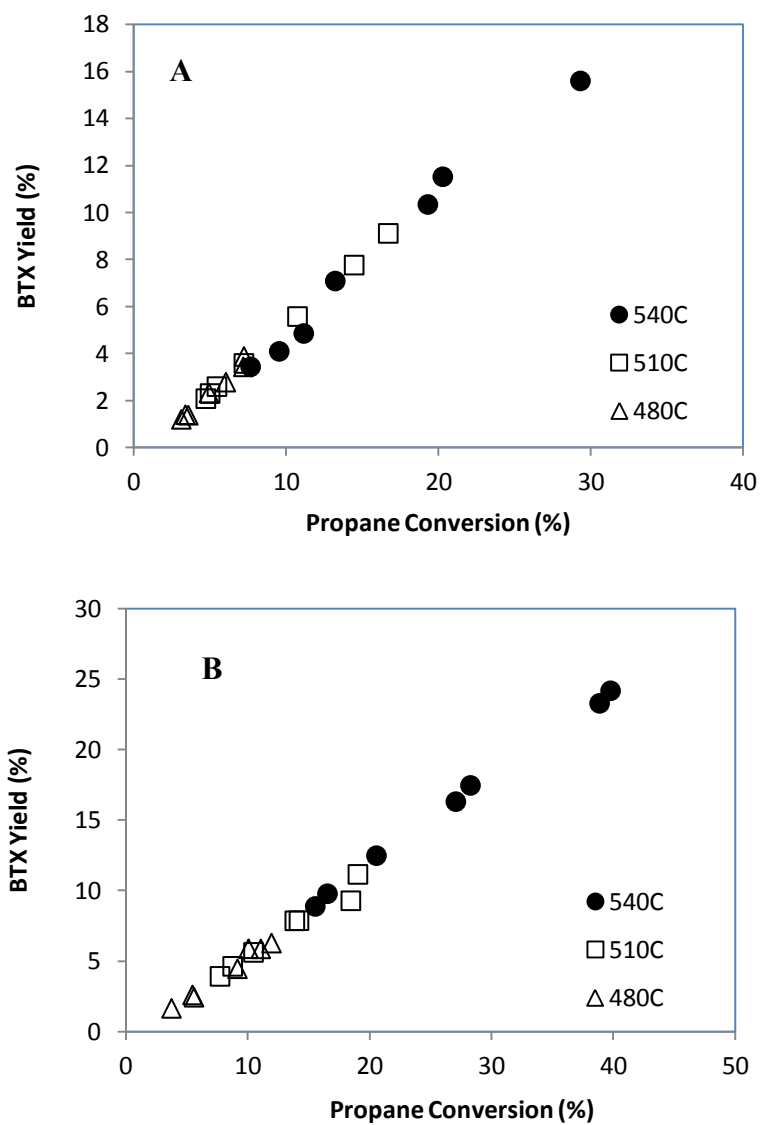 18
16
14
12
10
8
6
4
2
0
A
BTX Yield (%)
540C
510C
480C
0 10 20 30 40
Propane Conversion (%)
30
25
20
15
10
5
0
B
BTX Yield (%)
540C
510C
480C
0 10 20 30 40 50
Propane Conversion (%)